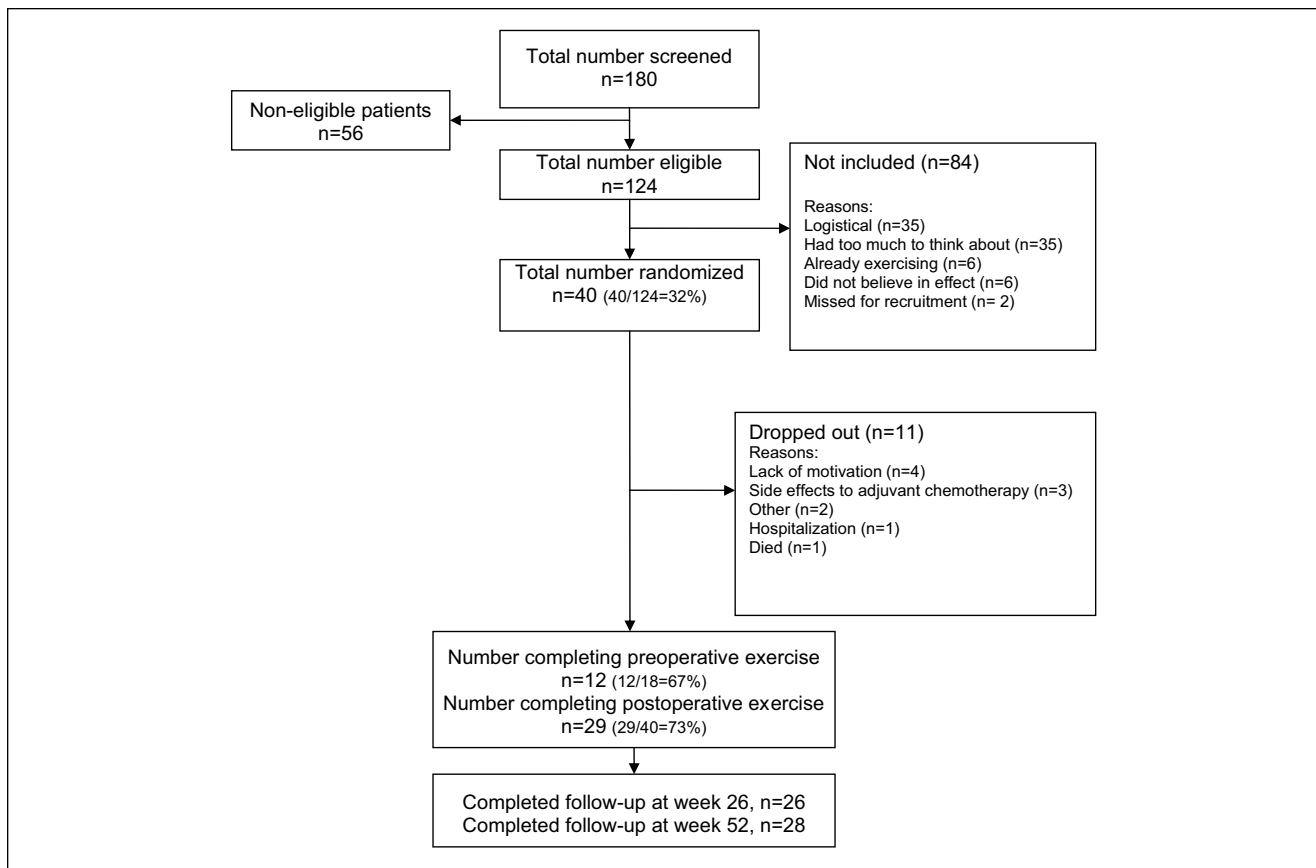 Total number screened
n=180
Non-eligible patients
n=56
Total number eligible
n=124
Not included (n=84)
Reasons:
Logistical (n=35)
Had too much to think about (n=35)
Already exercising (n=6)
Did not believe in effect (n=6)
Missed for recruitment (n= 2)
Total number randomized
n=40 (40/124=32%)
Dropped out (n=11)
Reasons:
Lack of motivation (n=4)
Side effects to adjuvant chemotherapy (n=3)
Other (n=2)
Hospitalization (n=1)
Died (n=1)
Number completing preoperative exercise
n=12 (12/18=67%)
Number completing postoperative exercise
n=29 (29/40=73%)
Completed follow-up at week 26, n=26
Completed follow-up at week 52, n=28